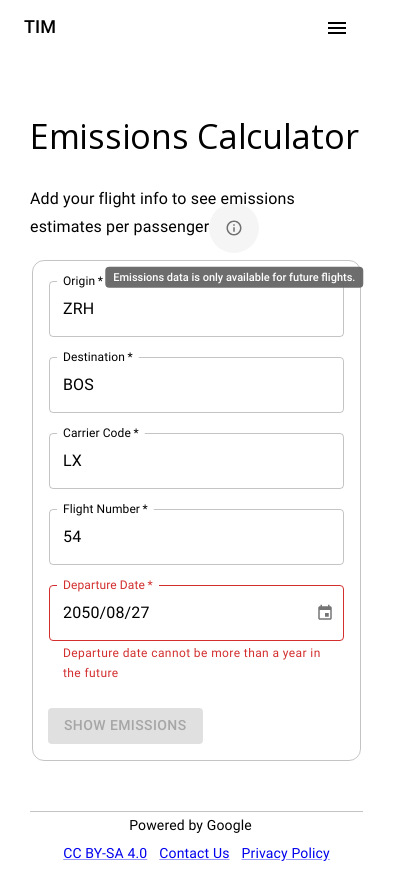 TIM
Emissions Calculator
Add your flight info to see emissions
estimates per passenger
Emissions data is only available for future flights.
Origin *
ZRH
Destination *
BOS
Carrier Code *
LX
Flight Number *
54
Departure Date *
2050/08/27
Departure date cannot be more than a year in
the future
SHOW EMISSIONS
Powered by Google
CC BY-SA 4.0 Contact Us Privacy Policy